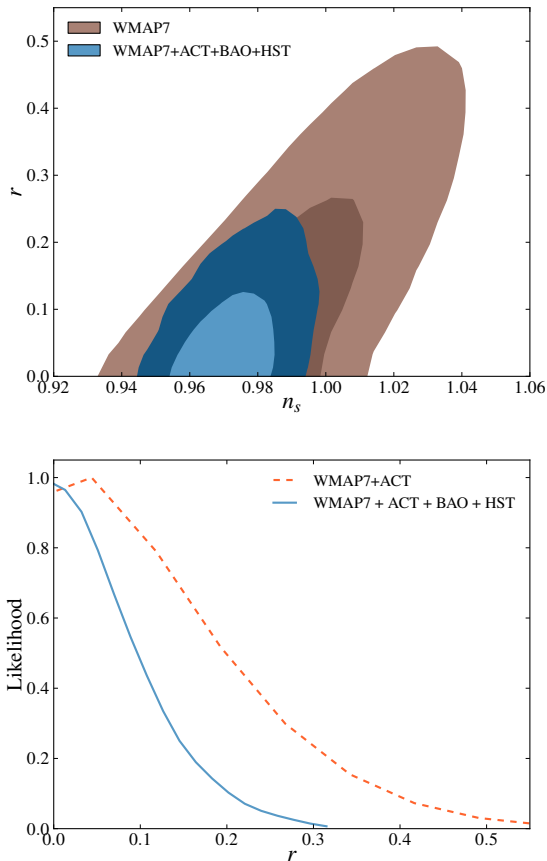 0.5
WMAP7
WMAP7+ACT+BAO+HST
0.4
0.3
r
0.2
0.1
0.0
0.92 0.94 0.96 0.98 1.00 1.02 1.04 1.06
n_s
1.0
WMAP7+ACT
WMAP7 + ACT + BAO + HST
0.8
0.6
Likelihood
0.4
0.2
0.0
0.0 0.1 0.2 0.3 0.4 0.5
r